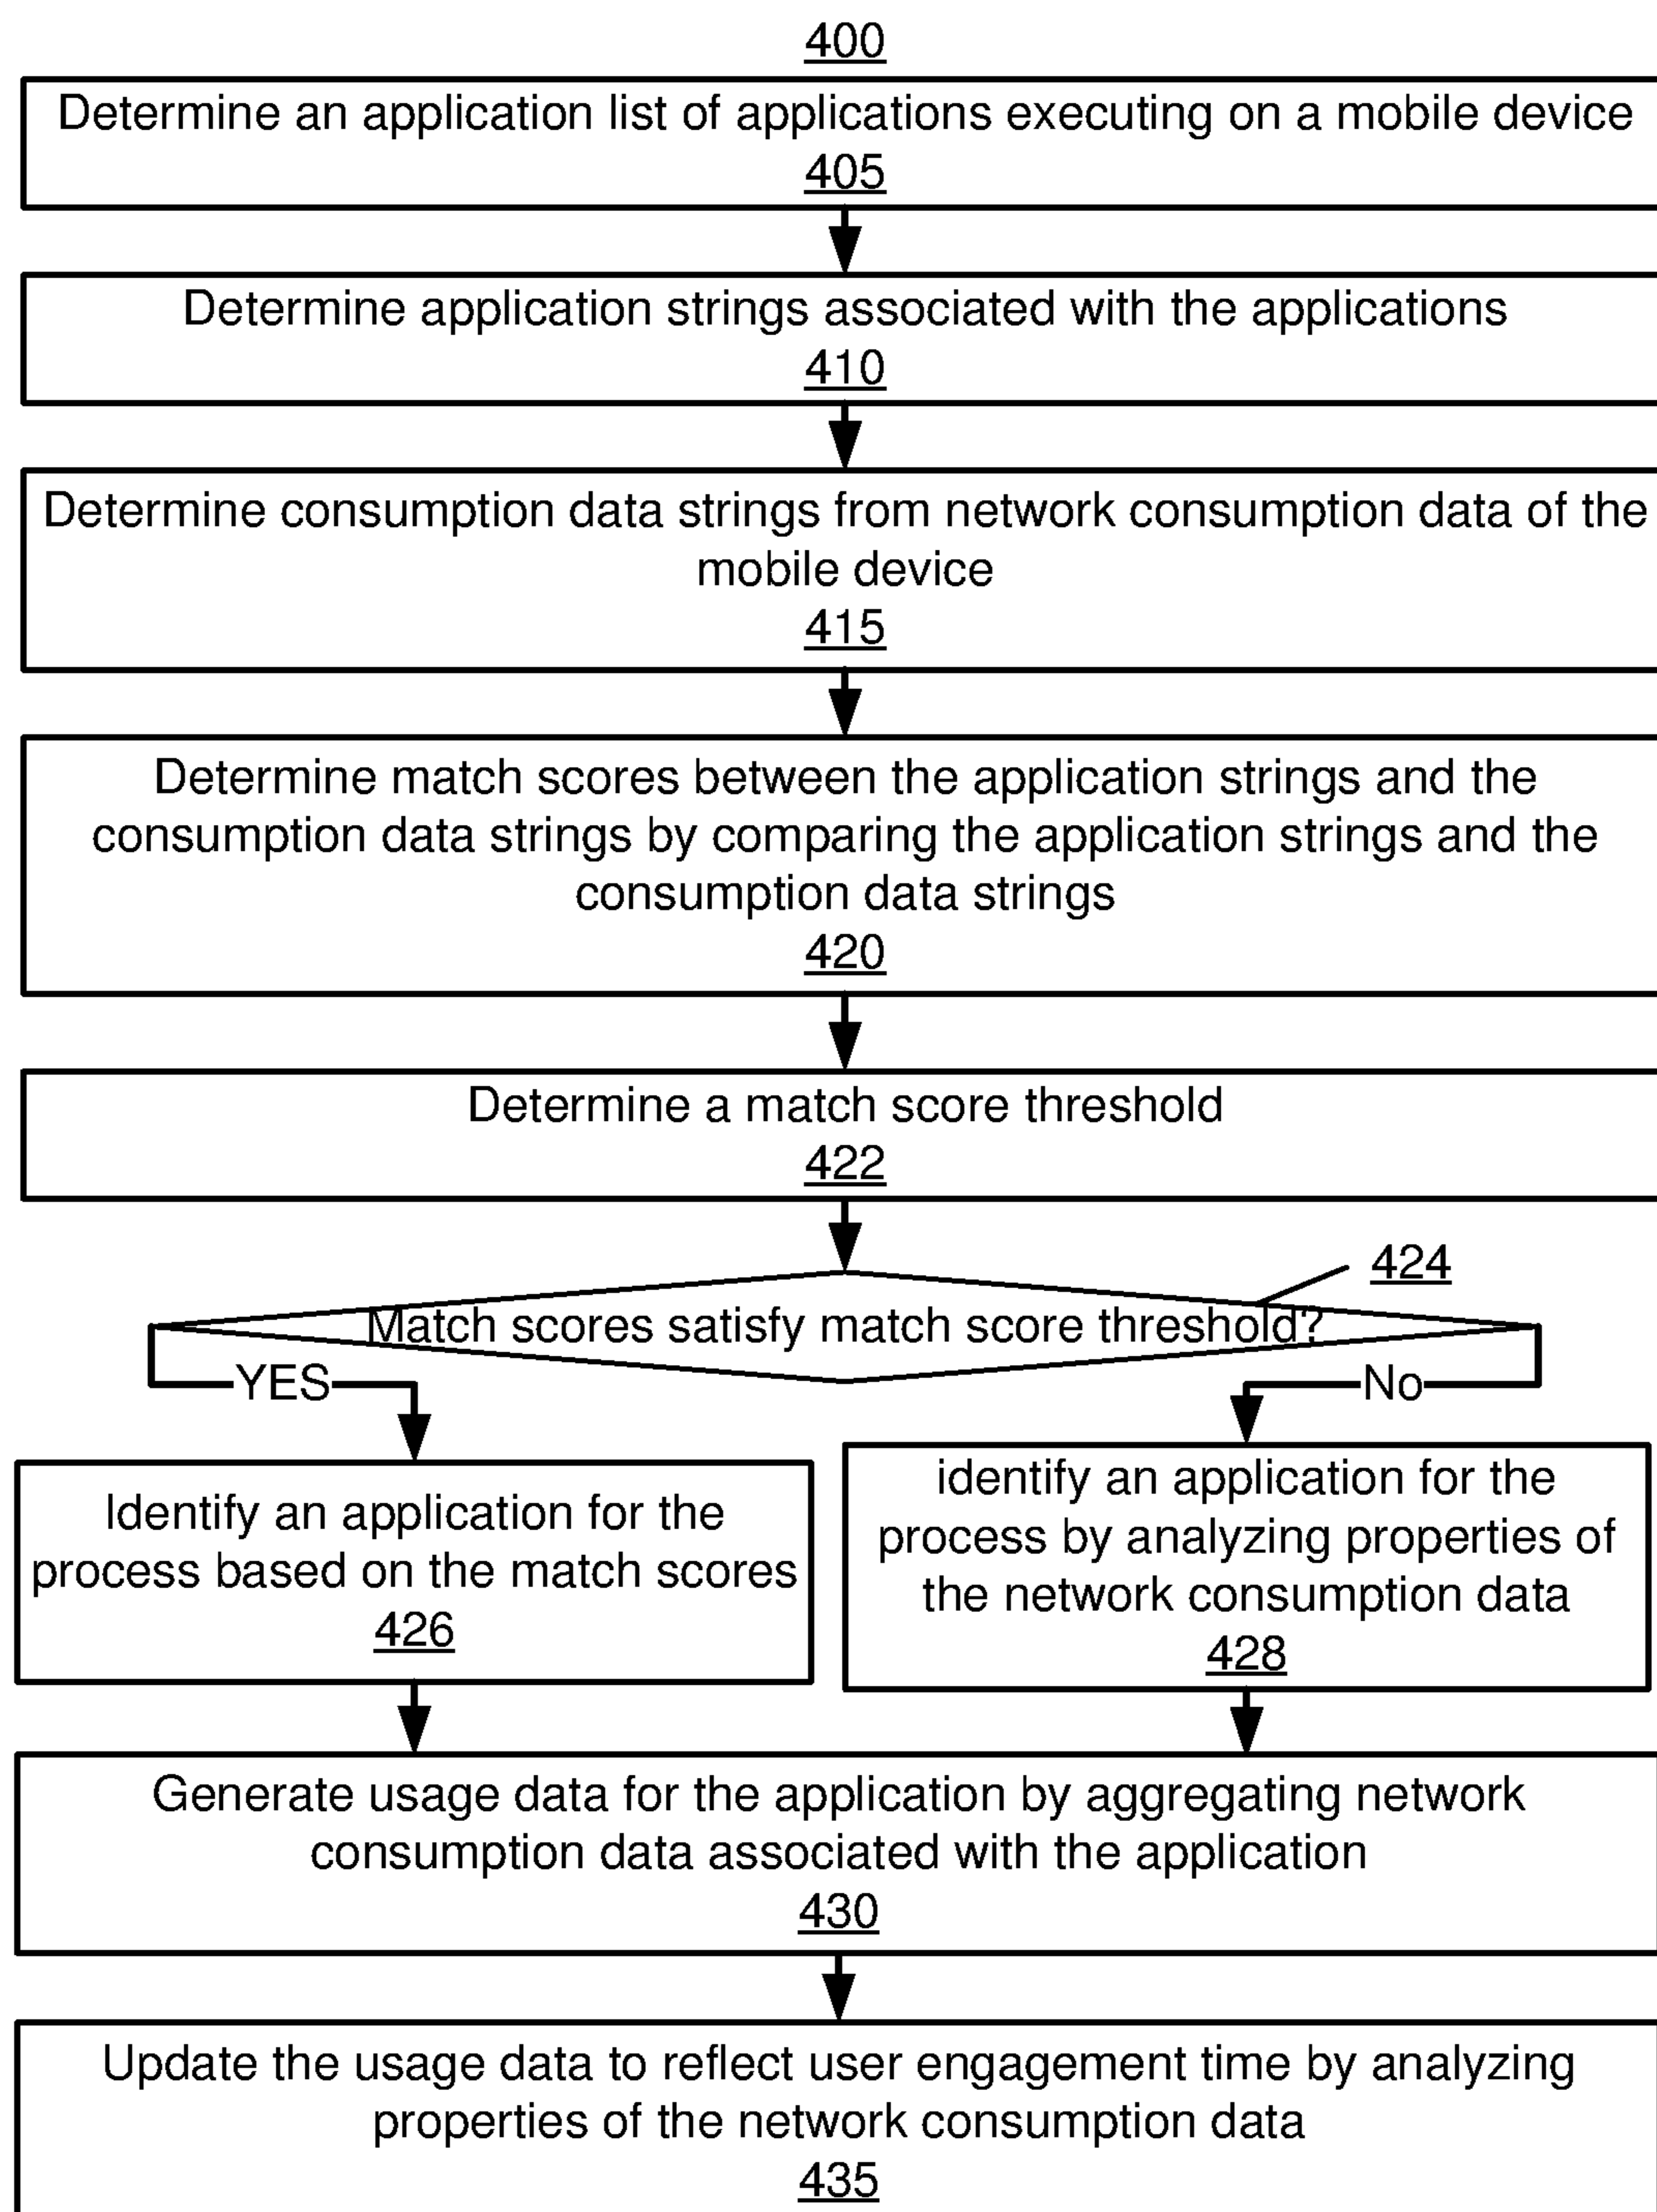 400
Determine an application list of applications executing on a mobile device
405
Determine application strings associated with the applications
410
Determine consumption data strings from network consumption data of the
mobile device
415
Determine match scores between the application strings and the
consumption data strings by comparing the application strings and the
consumption data strings
420
Determine a match score threshold
422
424
Match scores satisfy match score threshold?
YES
No
Identify an application for the
process based on the match scores
426
identify an application for the
process by analyzing properties of
the network consumption data
428
Generate usage data for the application by aggregating network
consumption data associated with the application
430
Update the usage data to reflect user engagement time by analyzing
properties of the network consumption data
435